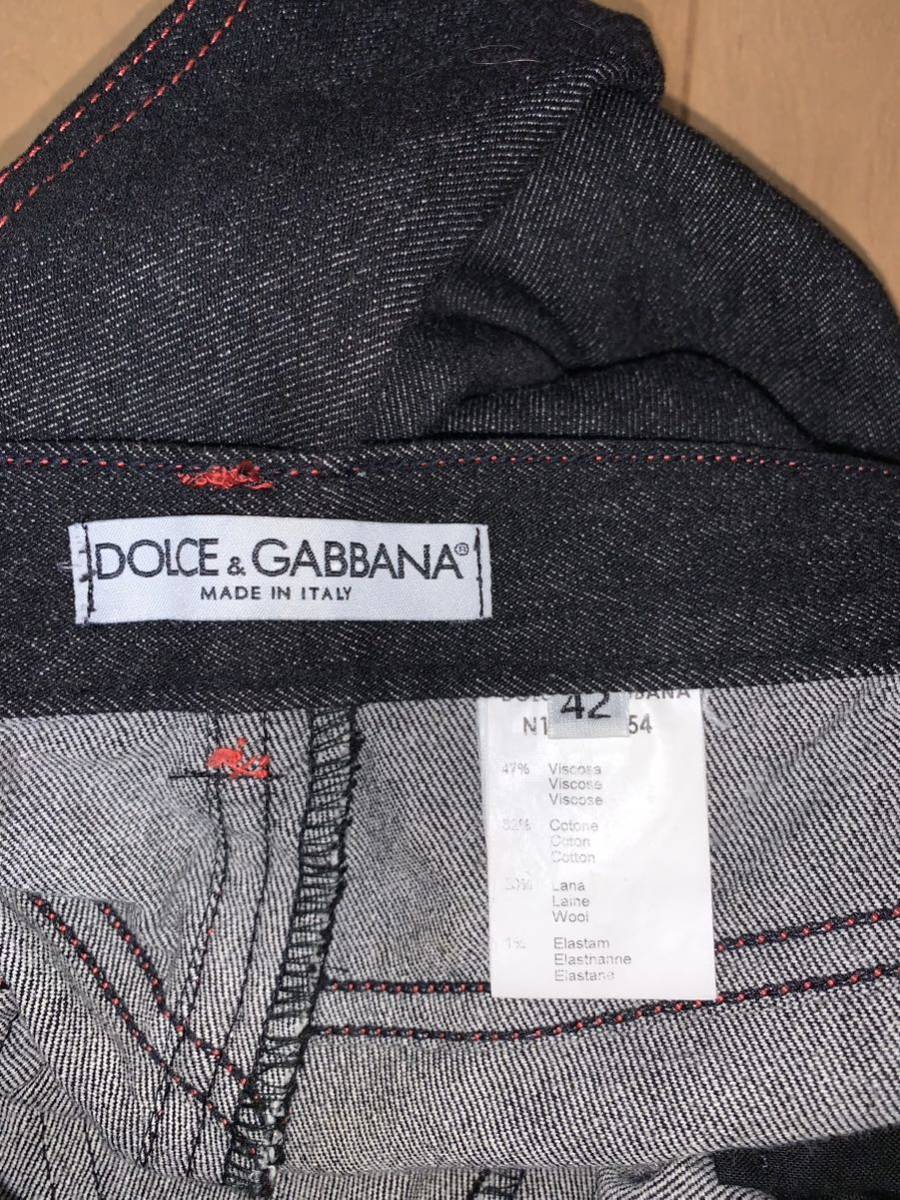 DOLCE & GABBANA®
MADE IN ITALY
42
N1 54
47% Viscosa
Viscose
Viscose
Cotone
Coton
Cotton
Lana
Laine
Wool
1% Elastam
Elasthanne
Elastane